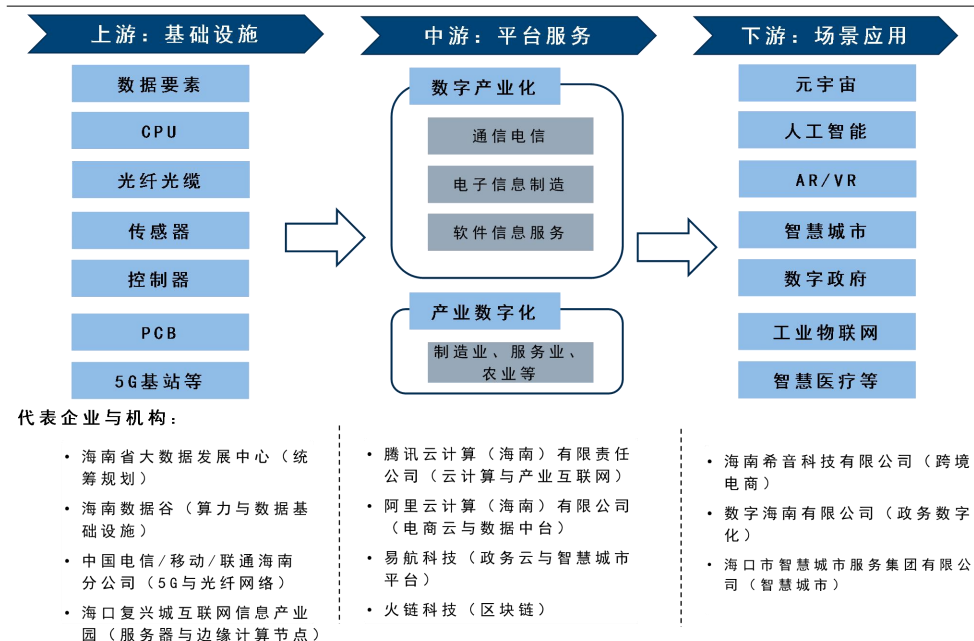 上游：基础设施
数据要素
CPU
光纤光缆
传感器
控制器
PCB
5G基站等
中游：平台服务
数字产业化
通信电信
电子信息制造
软件信息服务
产业数字化
制造业、服务业、
农业等
下游：场景应用
元宇宙
人工智能
AR/VR
智慧城市
数字政府
工业物联网
智慧医疗等
代表企业与机构：
• 海南省大数据发展中心（统
筹规划）
• 海南数据谷（算力与数据基
础设施）
• 中国电信/移动/联通海南
分公司（5G与光纤网络）
• 海口复兴城互联网信息产业
园（服务器与边缘计算节点）
• 腾讯云计算（海南）有限责任
公司（云计算与产业互联网）
• 阿里云计算（海南）有限公司
（电商云与数据中台）
• 易航科技（政务云与智慧城市
平台）
• 火链科技（区块链）
• 海南希音科技有限公司（跨境
电商）
• 数字海南有限公司（政务数字
化）
• 海口市智慧城市服务集团有限公
司（智慧城市）